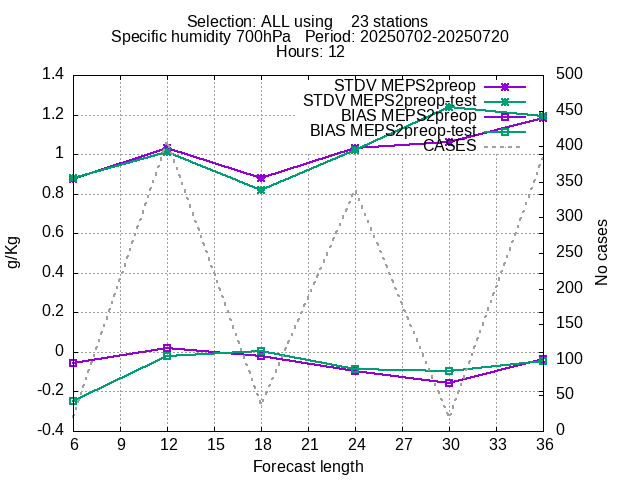 Selection: ALL using    23 stations
Specific humidity 700hPa   Period: 20250702-20250720
Hours: 12
STDV MEPS2preop
STDV MEPS2preop-test
BIAS MEPS2preop
BIAS MEPS2preop-test
CASES
1.4
1.2
1
0.8
0.6
0.4
0.2
0
-0.2
-0.4
g/Kg
500
450
400
350
300
250
200
150
100
50
0
No cases
6 9 12 15 18 21 24 27 30 33 36
Forecast length